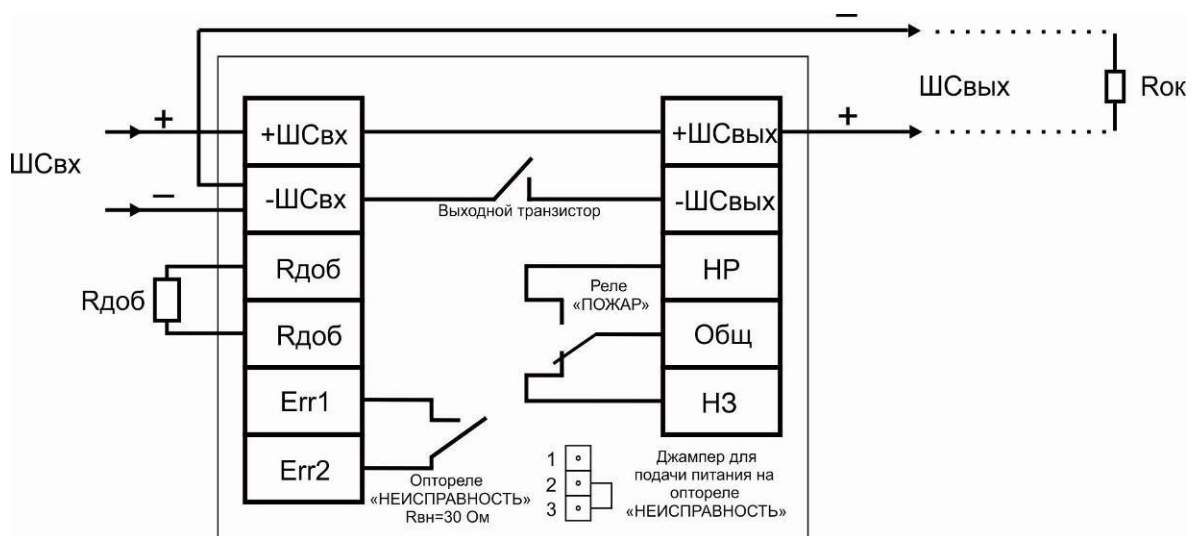 −
ШСвых
Rок
+
ШСвх
−
+ШСвх
-ШСвх
Rдоб
Rдоб
Rдоб
Err1
Err2
Выходной транзистор
+ШСвых
+
-ШСвых
НР
Общ
НЗ
Реле
«ПОЖАР»
Оптореле
«НЕИСПРАВНОСТЬ»
Rвн=30 Ом
1
2
3
Джампер для
подачи питания на
оптореле
«НЕИСПРАВНОСТЬ»